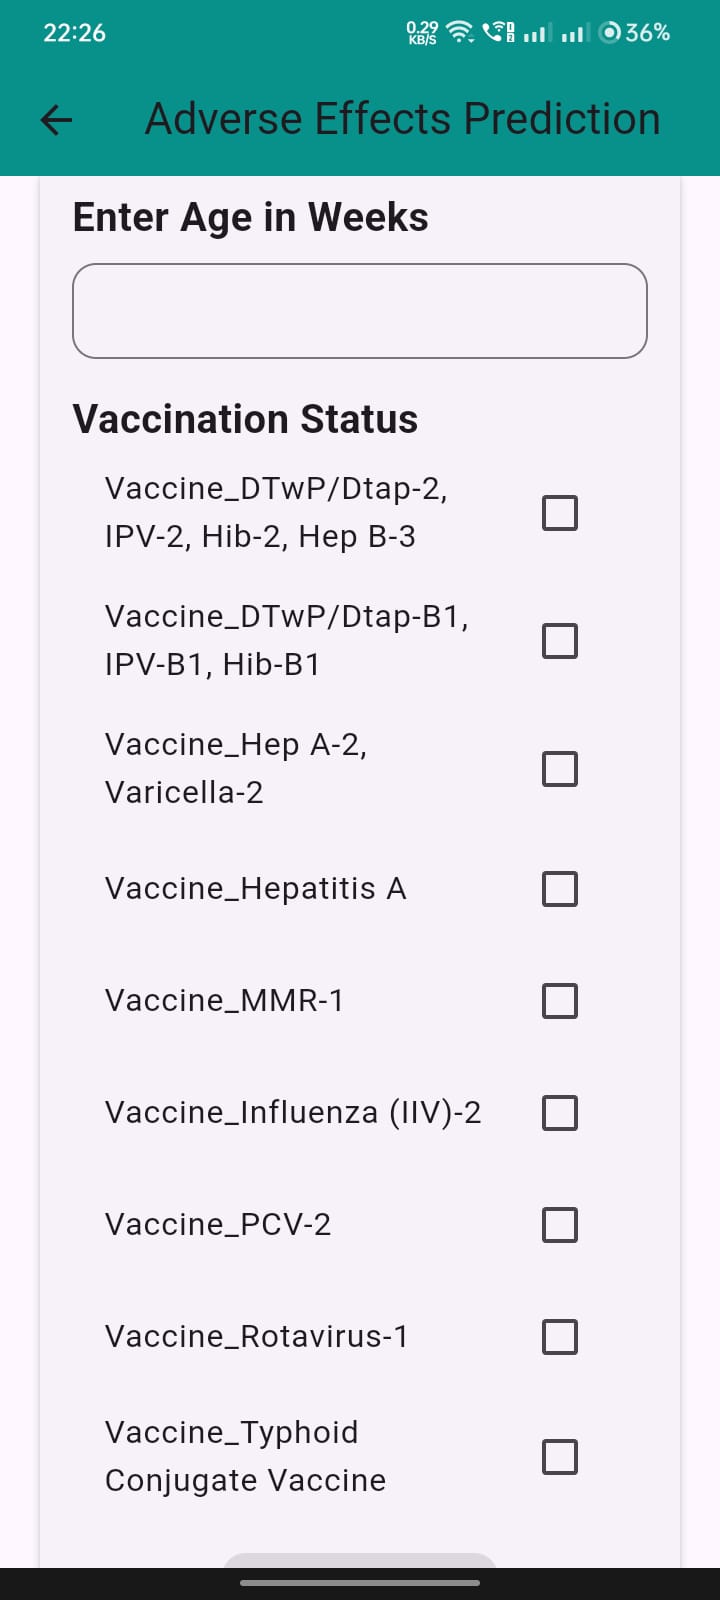 22:26
0.29
KB/S
36%
Adverse Effects Prediction
Enter Age in Weeks
Vaccination Status
Vaccine_DTwP/Dtap-2,
IPV-2, Hib-2, Hep B-3
Vaccine_DTwP/Dtap-B1,
IPV-B1, Hib-B1
Vaccine_Hep A-2,
Varicella-2
Vaccine_Hepatitis A
Vaccine_MMR-1
Vaccine_Influenza (IIV)-2
Vaccine_PCV-2
Vaccine_Rotavirus-1
Vaccine_Typhoid
Conjugate Vaccine